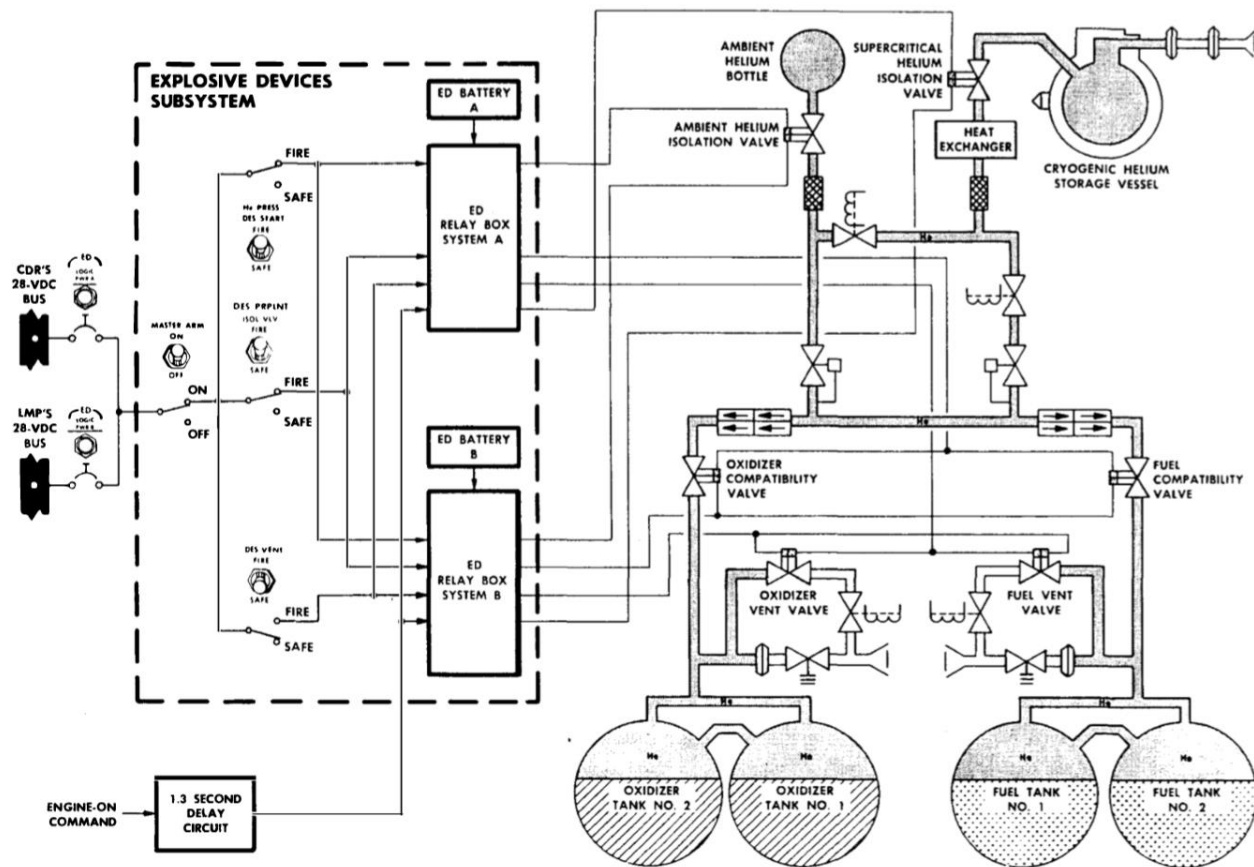 EXPLOSIVE DEVICES
SUBSYSTEM
ED BATTERY
A
FIRE
SAFE
He PRESS
DES START
FIRE
SAFE
ED
RELAY BOX
SYSTEM A
CDR'S
28-VDC
BUS
ED
LOGIC
PWR A
MASTER ARM
ON
OFF
DES PRPLNT
ISOL VLV
FIRE
SAFE
ON
OFF
FIRE
SAFE
LMP'S
28-VDC
BUS
ED
LOGIC
PWR B
ED BATTERY
B
DES VENT
FIRE
SAFE
ED
RELAY BOX
SYSTEM B
FIRE
SAFE
ENGINE-ON
COMMAND
1.3 SECOND
DELAY
CIRCUIT
AMBIENT
HELIUM
BOTTLE
SUPERCRITICAL
HELIUM
ISOLATION
VALVE
AMBIENT HELIUM
ISOLATION VALVE
HEAT
EXCHANGER
CRYOGENIC HELIUM
STORAGE VESSEL
He
He
OXIDIZER
COMPATIBILITY
VALVE
FUEL
COMPATIBILITY
VALVE
OXIDIZER
VENT VALVE
FUEL VENT
VALVE
He
He
He
He
He
He
OXIDIZER
TANK NO. 2
OXIDIZER
TANK NO. 1
FUEL TANK
NO. 1
FUEL TANK
NO. 2